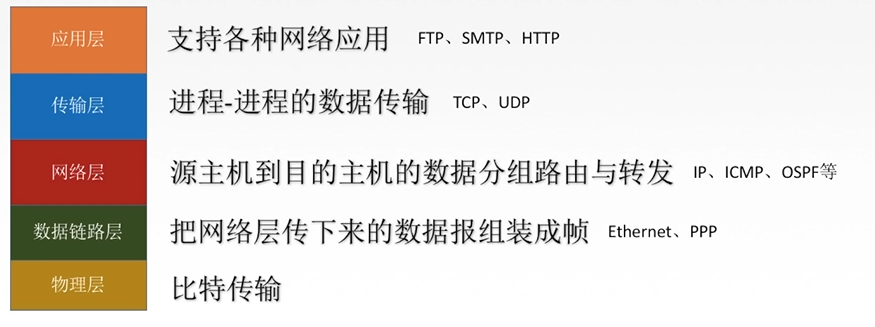 应用层 支持各种网络应用 FTP、SMTP、HTTP
传输层 进程-进程的数据传输 TCP、UDP
网络层 源主机到目的主机的数据分组路由与转发 IP、ICMP、OSPF等
数据链路层 把网络层传下来的数据报组装成帧 Ethernet、PPP
物理层 比特传输